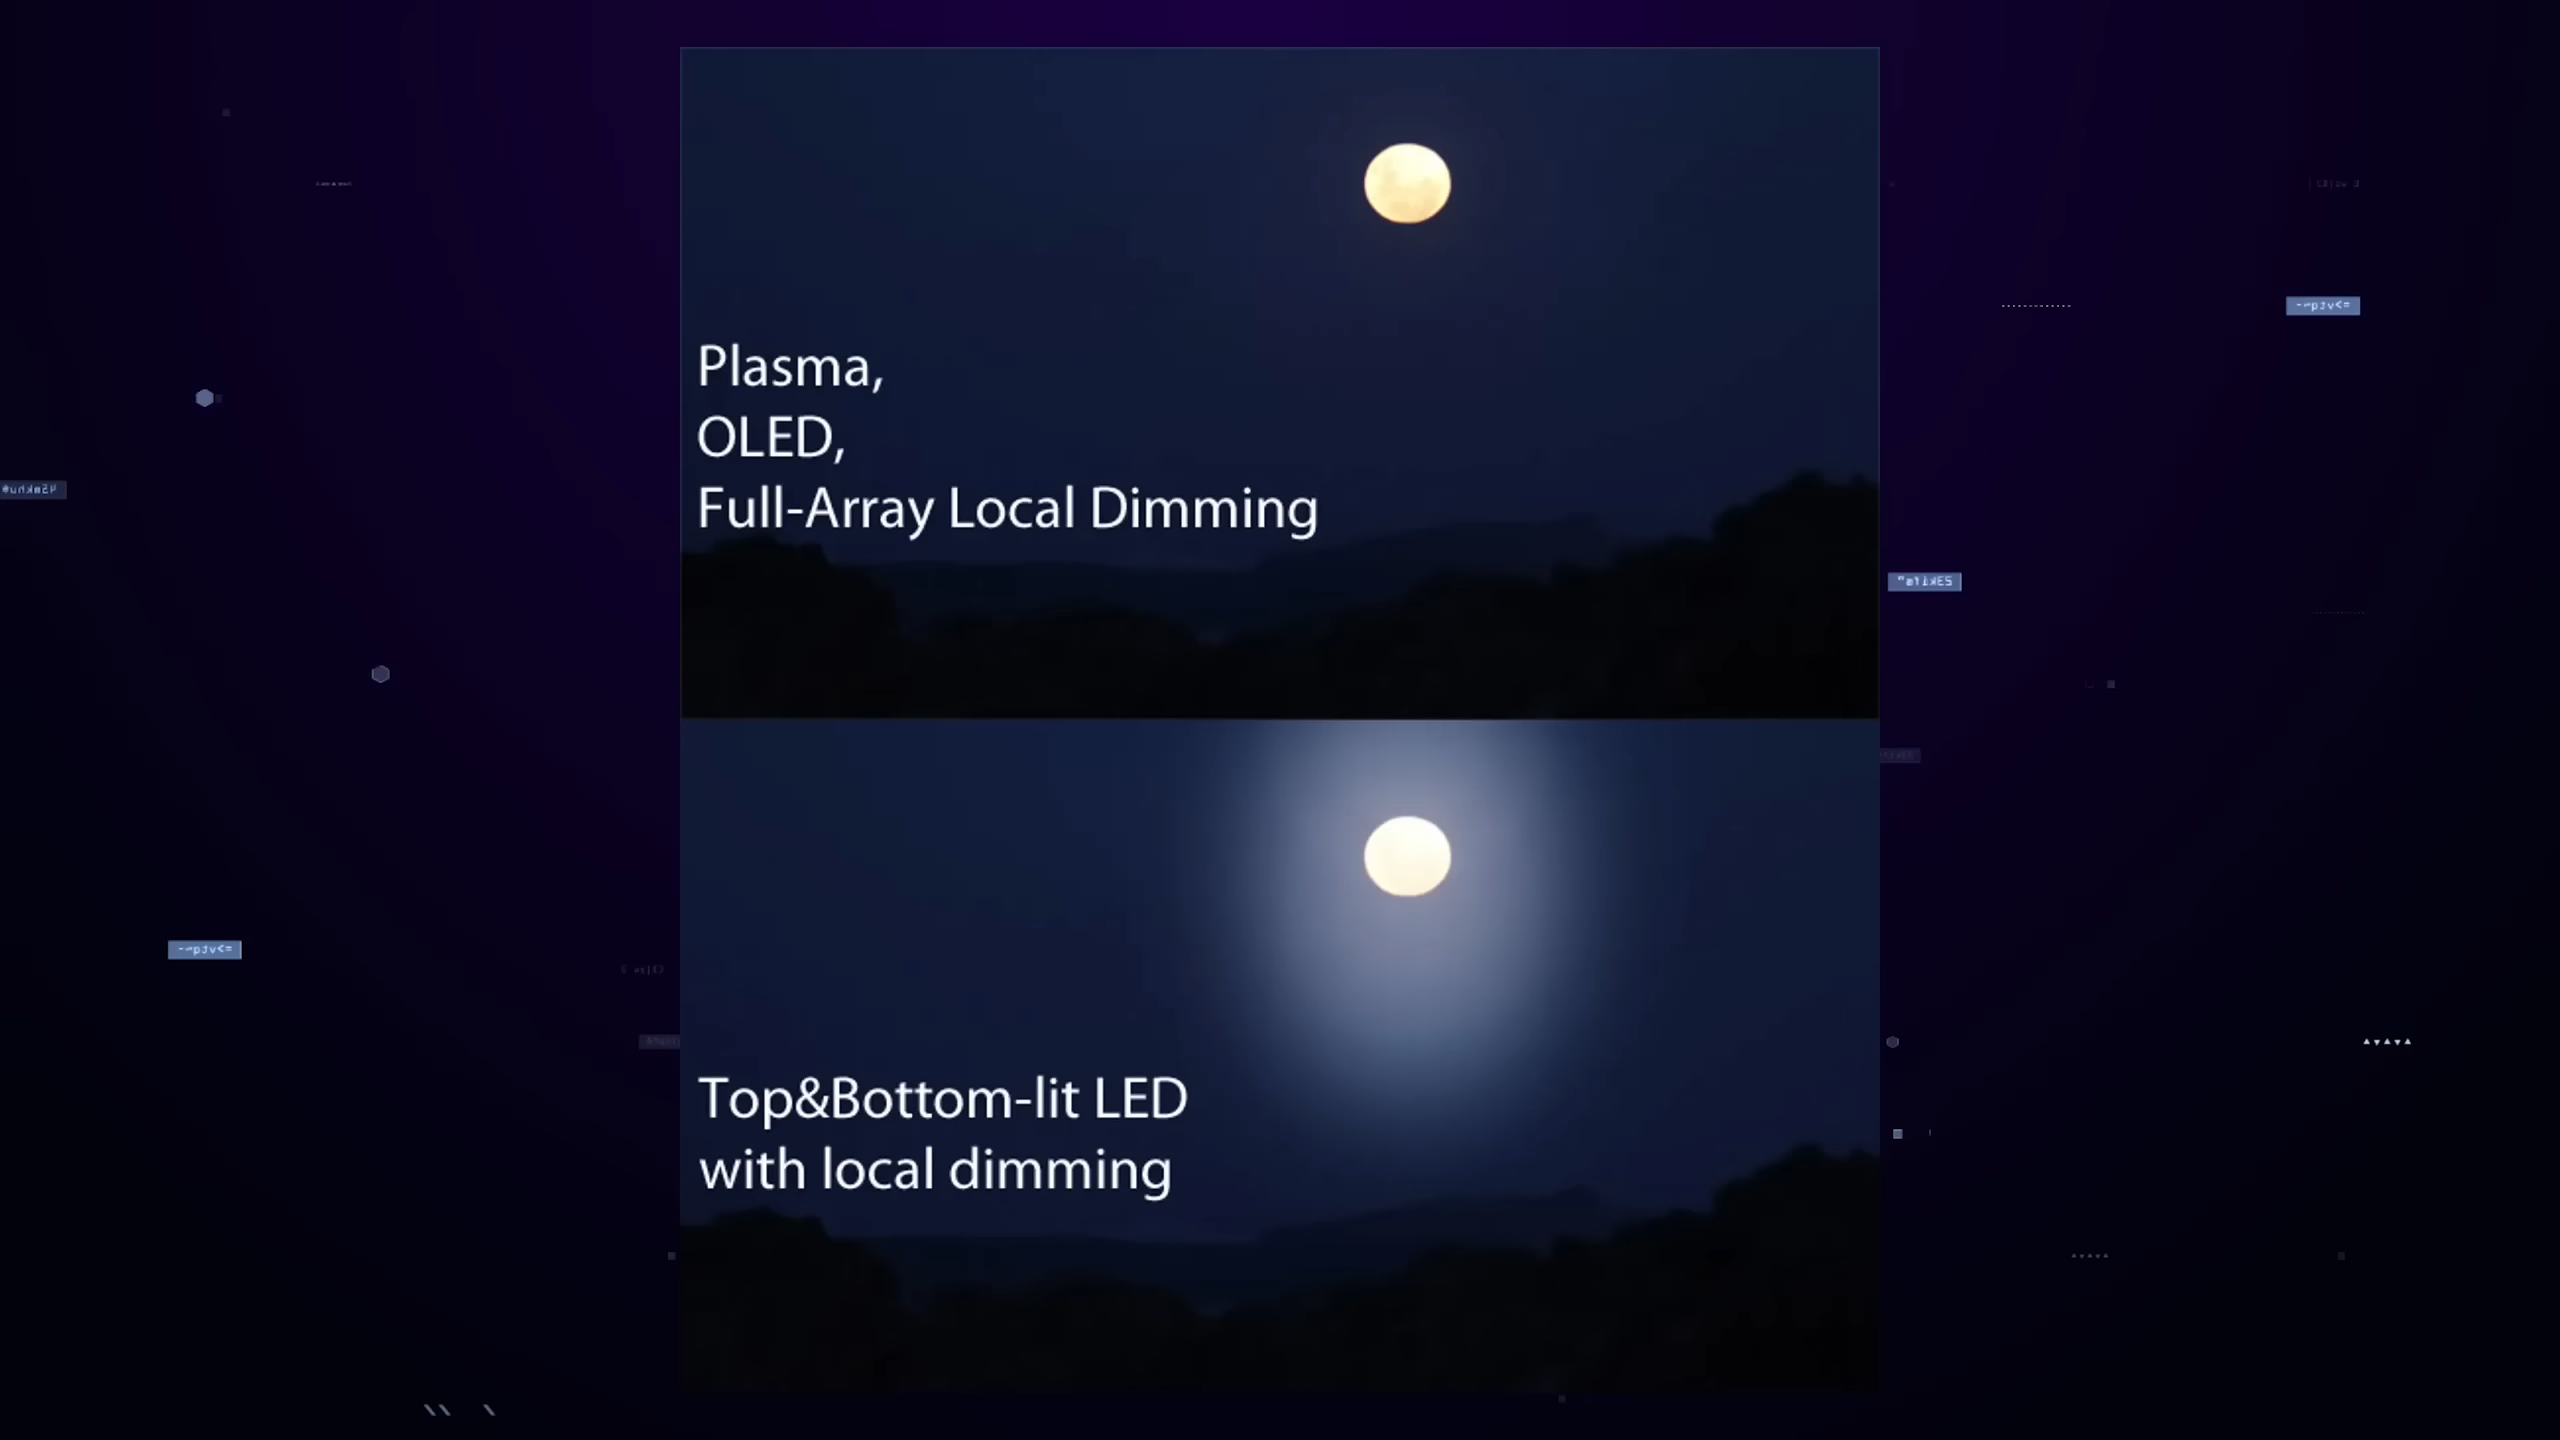 Plasma,
OLED,
Full-Array Local Dimming
Top&Bottom-lit LED
with local dimming